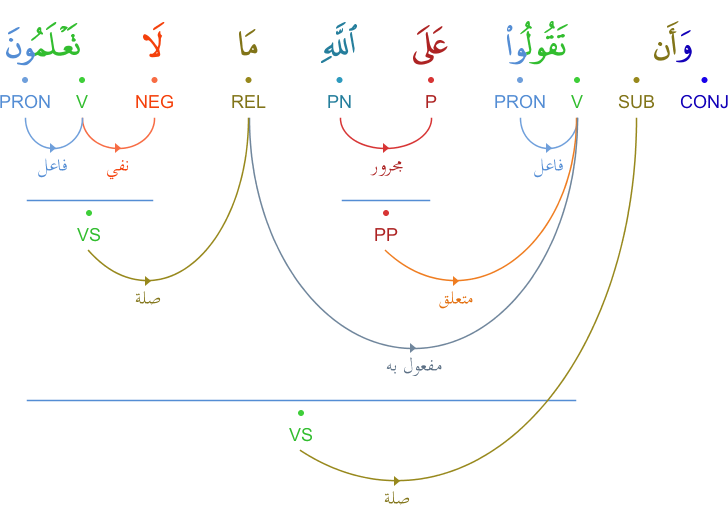 وَأَن تَقُولُوا۟ عَلَى ٱللَّهِ مَا لَا تَعْلَمُونَ
CONJ SUB V PRON P PN REL NEG V PRON
فاعل مجرور نفي فاعل
PP VS
متعلق صلة
مفعول به
VS
صلة